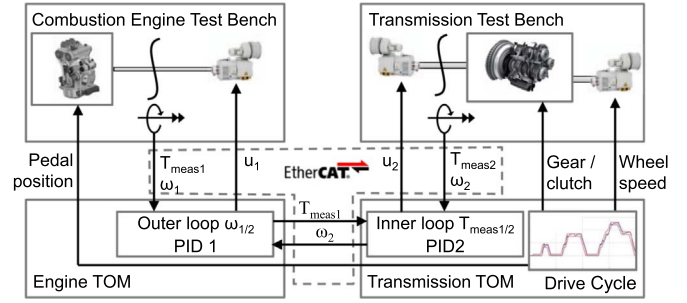 Combustion Engine Test Bench
Transmission Test Bench
Pedal
position
T_meas1
ω_1
u_1
EtherCAT®
u_2
T_meas2
ω_2
Gear /
clutch
Wheel
speed
Outer loop ω_1/2
PID 1
T_meas1
ω_2
Inner loop T_meas1/2
PID2
Engine TOM
Transmission TOM
Drive Cycle